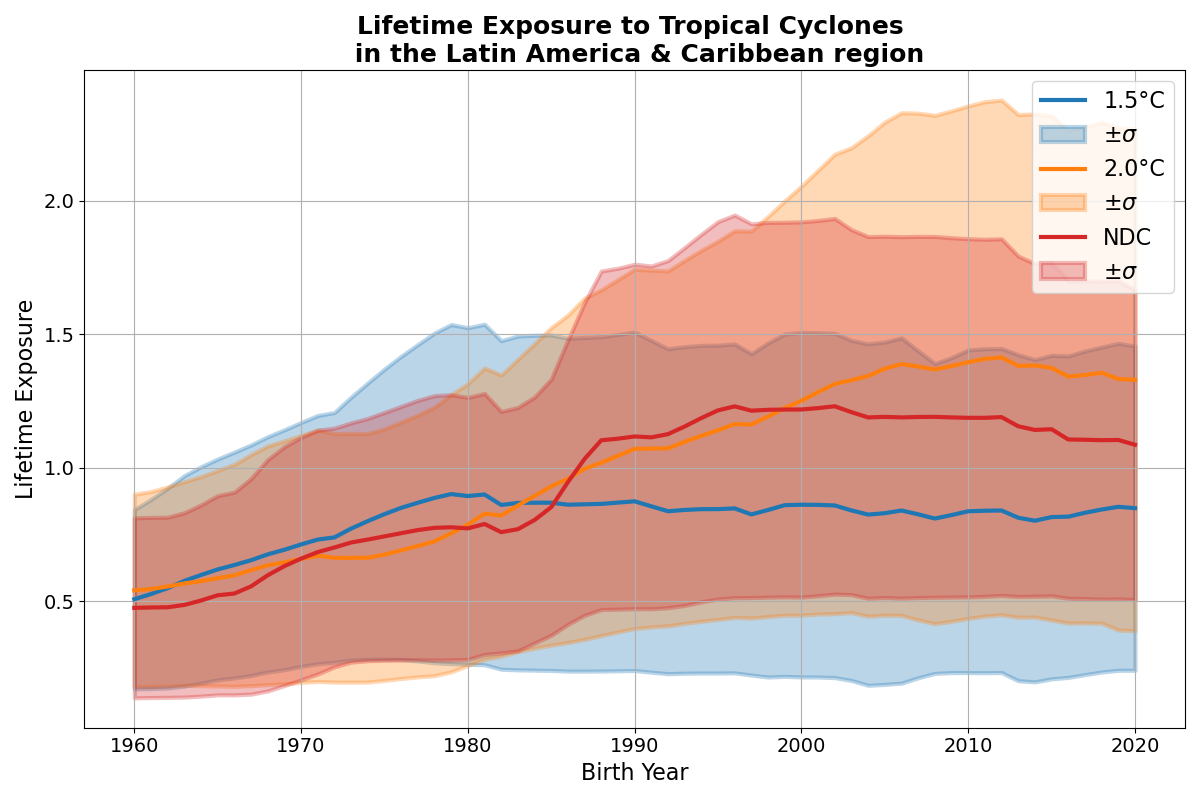 Lifetime Exposure to Tropical Cyclones
in the Latin America & Caribbean region
Lifetime Exposure
2.0
1.5
1.0
0.5
1.5°C
±σ
2.0°C
±σ
NDC
±σ
1960 1970 1980 1990 2000 2010 2020
Birth Year